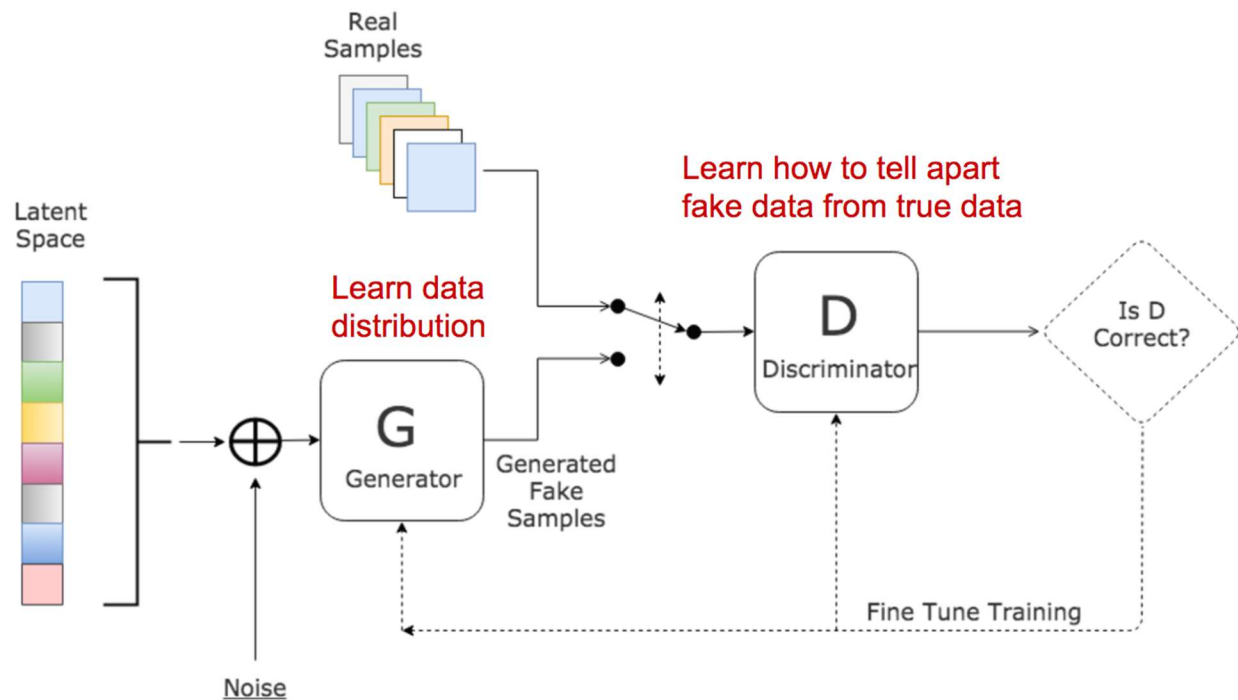 Real
Samples
Learn how to tell apart
fake data from true data
Latent
Space
Learn data
distribution
G
Generator
Generated
Fake
Samples
D
Discriminator
Is D
Correct?
Fine Tune Training
Noise